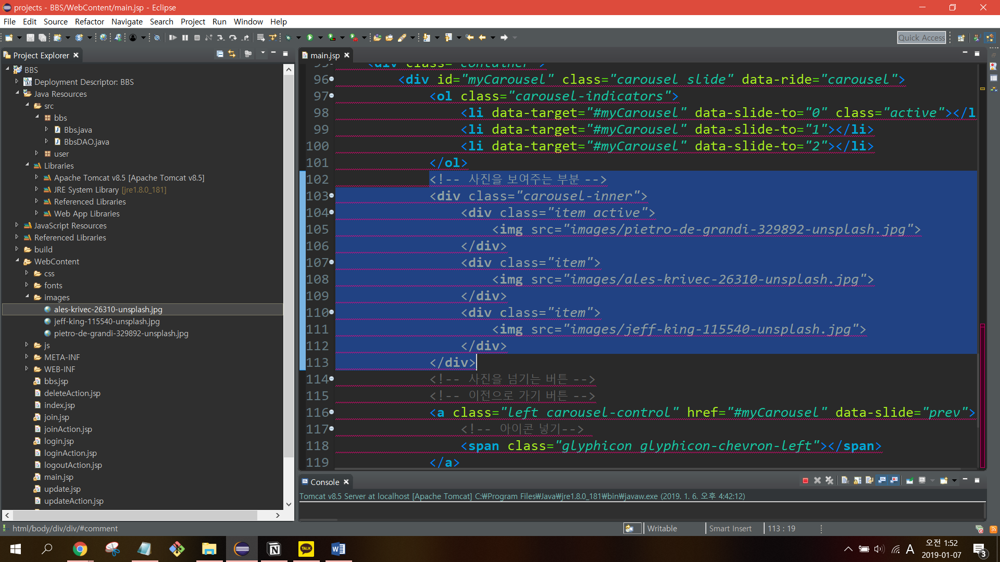 projects - BBS/WebContent/main.jsp - Eclipse
File Edit Source Refactor Navigate Search Project Run Window Help
Quick Access
Project Explorer
BBS
Deployment Descriptor: BBS
Java Resources
src
bbs
Bbs.java
BbsDAO.java
user
Libraries
Apache Tomcat v8.5 [Apache Tomcat v8.5]
JRE System Library [jre1.8.0_181]
Referenced Libraries
Web App Libraries
JavaScript Resources
Referenced Libraries
build
WebContent
css
fonts
images
ales-krivec-26310-unsplash.jpg
jeff-king-115540-unsplash.jpg
pietro-de-grandi-329892-unsplash.jpg
js
META-INF
WEB-INF
bbs.jsp
deleteAction.jsp
index.jsp
join.jsp
joinAction.jsp
login.jsp
loginAction.jsp
logoutAction.jsp
main.jsp
update.jsp
updateAction.jsp
main.jsp
95 <div class="container">
96 <div id="myCarousel" class="carousel slide" data-ride="carousel">
97 <ol class="carousel-indicators">
98 <li data-target="#myCarousel" data-slide-to="0" class="active"></l
99 <li data-target="#myCarousel" data-slide-to="1"></li>
100 <li data-target="#myCarousel" data-slide-to="2"></li>
101 </ol>
102 <!-- 사진을 보여주는 부분 -->
103 <div class="carousel-inner">
104 <div class="item active">
105 <img src="images/pietro-de-grandi-329892-unsplash.jpg">
106 </div>
107 <div class="item">
108 <img src="images/ales-krivec-26310-unsplash.jpg">
109 </div>
110 <div class="item">
111 <img src="images/jeff-king-115540-unsplash.jpg">
112 </div>
113 </div>
114 <!-- 사진을 넘기는 버튼 -->
115 <!-- 이전으로 가기 버튼 -->
116 <a class="left carousel-control" href="#myCarousel" data-slide="prev">
117 <!-- 아이콘 넣기-->
118 <span class="glyphicon glyphicon-chevron-left"></span>
119 </a>
Console
Tomcat v8.5 Server at localhost [Apache Tomcat] C:₩Program Files₩Java₩jre1.8.0_181₩bin₩javaw.exe (2019. 1. 6. 오후 4:42:12)
html/body/div/div/#comment
Writable
Smart Insert
113 : 19
TALK
A
오전 1:52
2019-01-07
3